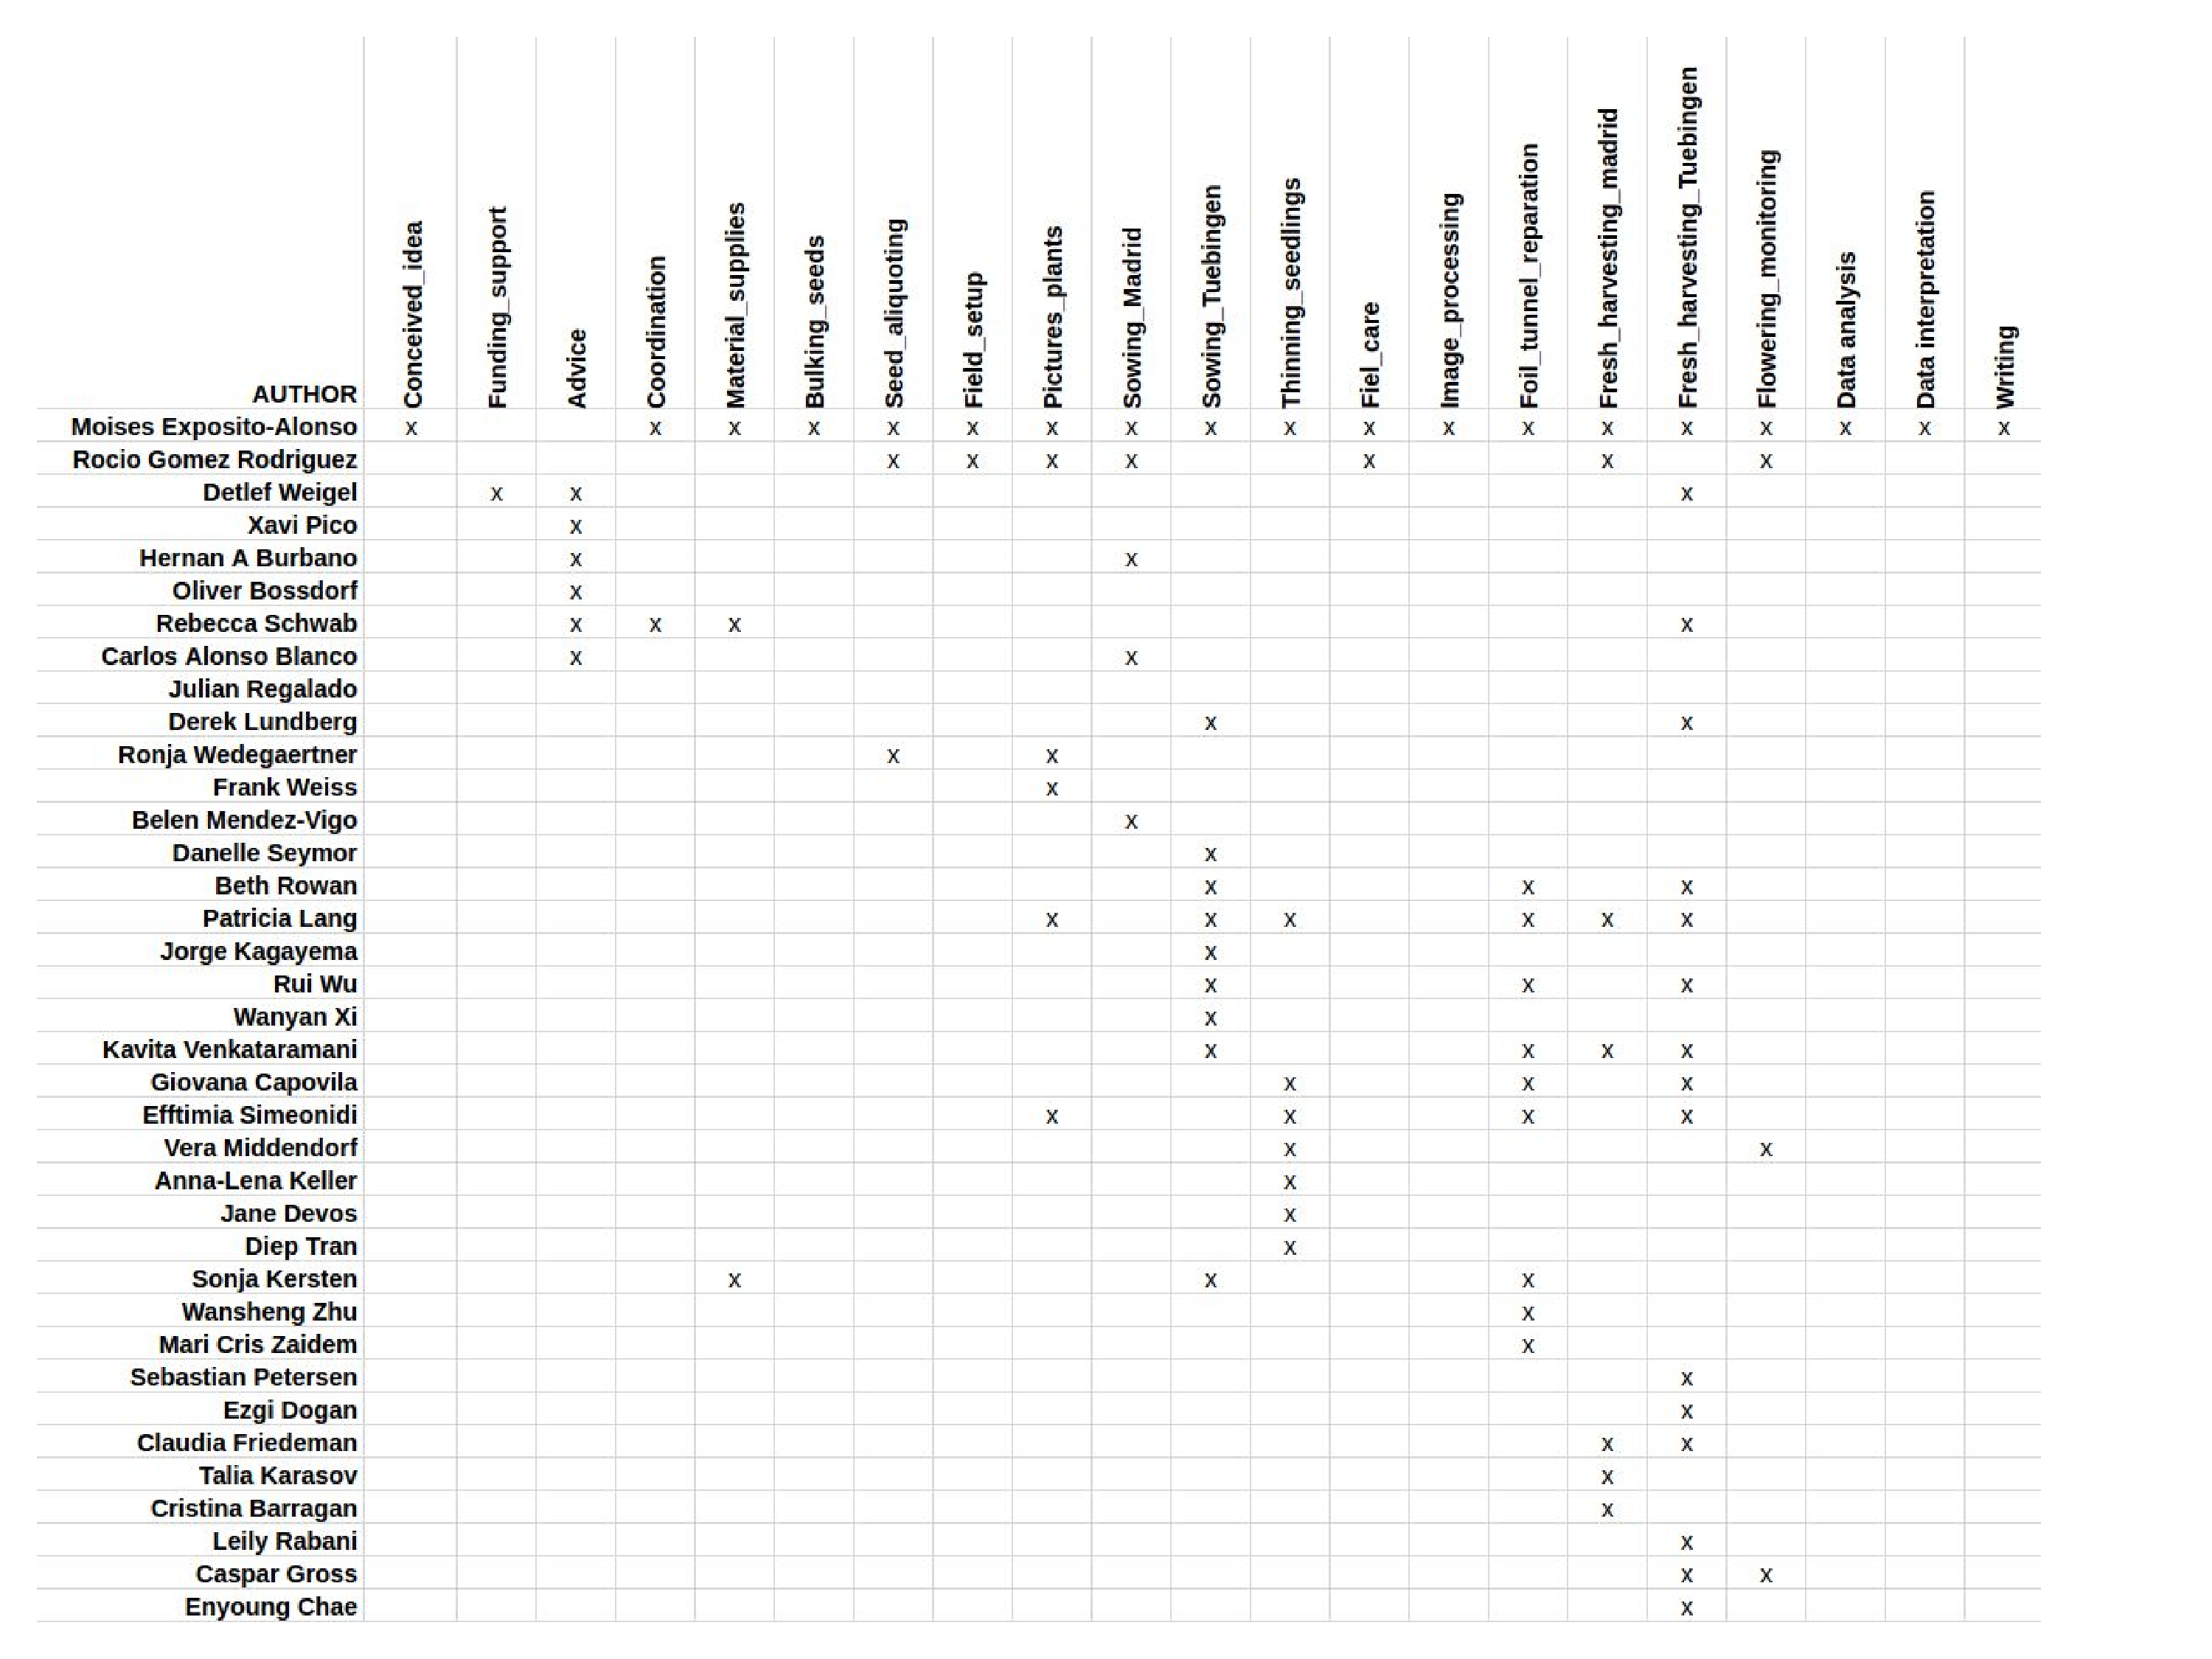 AUTHOR Conceived_idea Funding_support Advice Coordination Material_supplies Bulking_seeds Seed_aliquoting Field_setup Pictures_plants Sowing_Madrid Sowing_Tuebingen Thinning_seedlings Fiel_care Image_processing Foil_tunnel_reparation Fresh_harvesting_madrid Fresh_harvesting_Tuebingen Flowering_monitoring Data analysis Data interpretation Writing
Moises Exposito-Alonso x x x x x x x x x x x x x x x x x x x
Rocio Gomez Rodriguez x x x x x x x
Detlef Weigel x x x
Xavi Pico x
Hernan A Burbano x x
Oliver Bossdorf x
Rebecca Schwab x x x x
Carlos Alonso Blanco x x
Julian Regalado
Derek Lundberg x x
Ronja Wedegaertner x x
Frank Weiss x
Belen Mendez-Vigo x
Danelle Seymor x
Beth Rowan x x x
Patricia Lang x x x x x x
Jorge Kagayema x
Rui Wu x x x
Wanyan Xi x
Kavita Venkataramani x x x x
Giovana Capovila x x x
Efftimia Simeonidi x x x x
Vera Middendorf x x
Anna-Lena Keller x
Jane Devos x
Diep Tran x
Sonja Kersten x x x
Wansheng Zhu x
Mari Cris Zaidem x
Sebastian Petersen x
Ezgi Dogan x
Claudia Friedeman x x
Talia Karasov x
Cristina Barragan x
Leily Rabani x
Caspar Gross x x
Enyoung Chae x